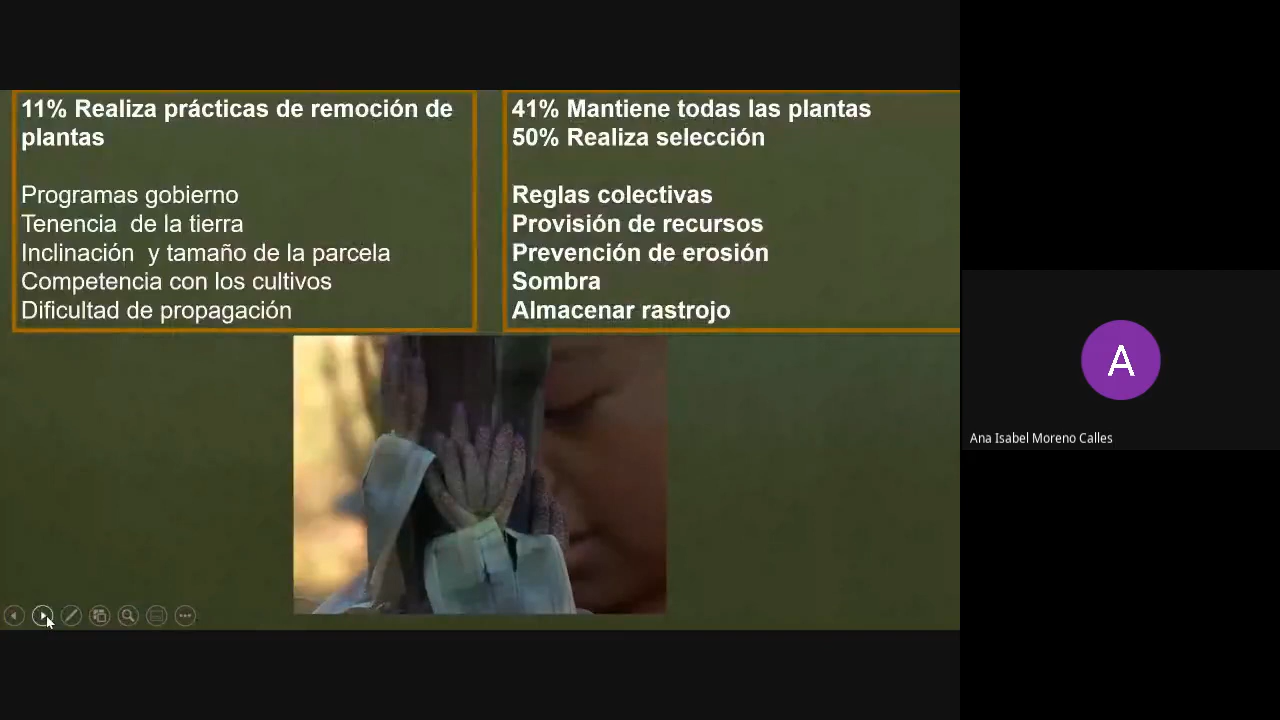 11% Realiza prácticas de remoción de
plantas
Programas gobierno
Tenencia de la tierra
Inclinación y tamaño de la parcela
Competencia con los cultivos
Dificultad de propagación
41% Mantiene todas las plantas
50% Realiza selección
Reglas colectivas
Provisión de recursos
Prevención de erosión
Sombra
Almacenar rastrojo
A
Ana Isabel Moreno Calles